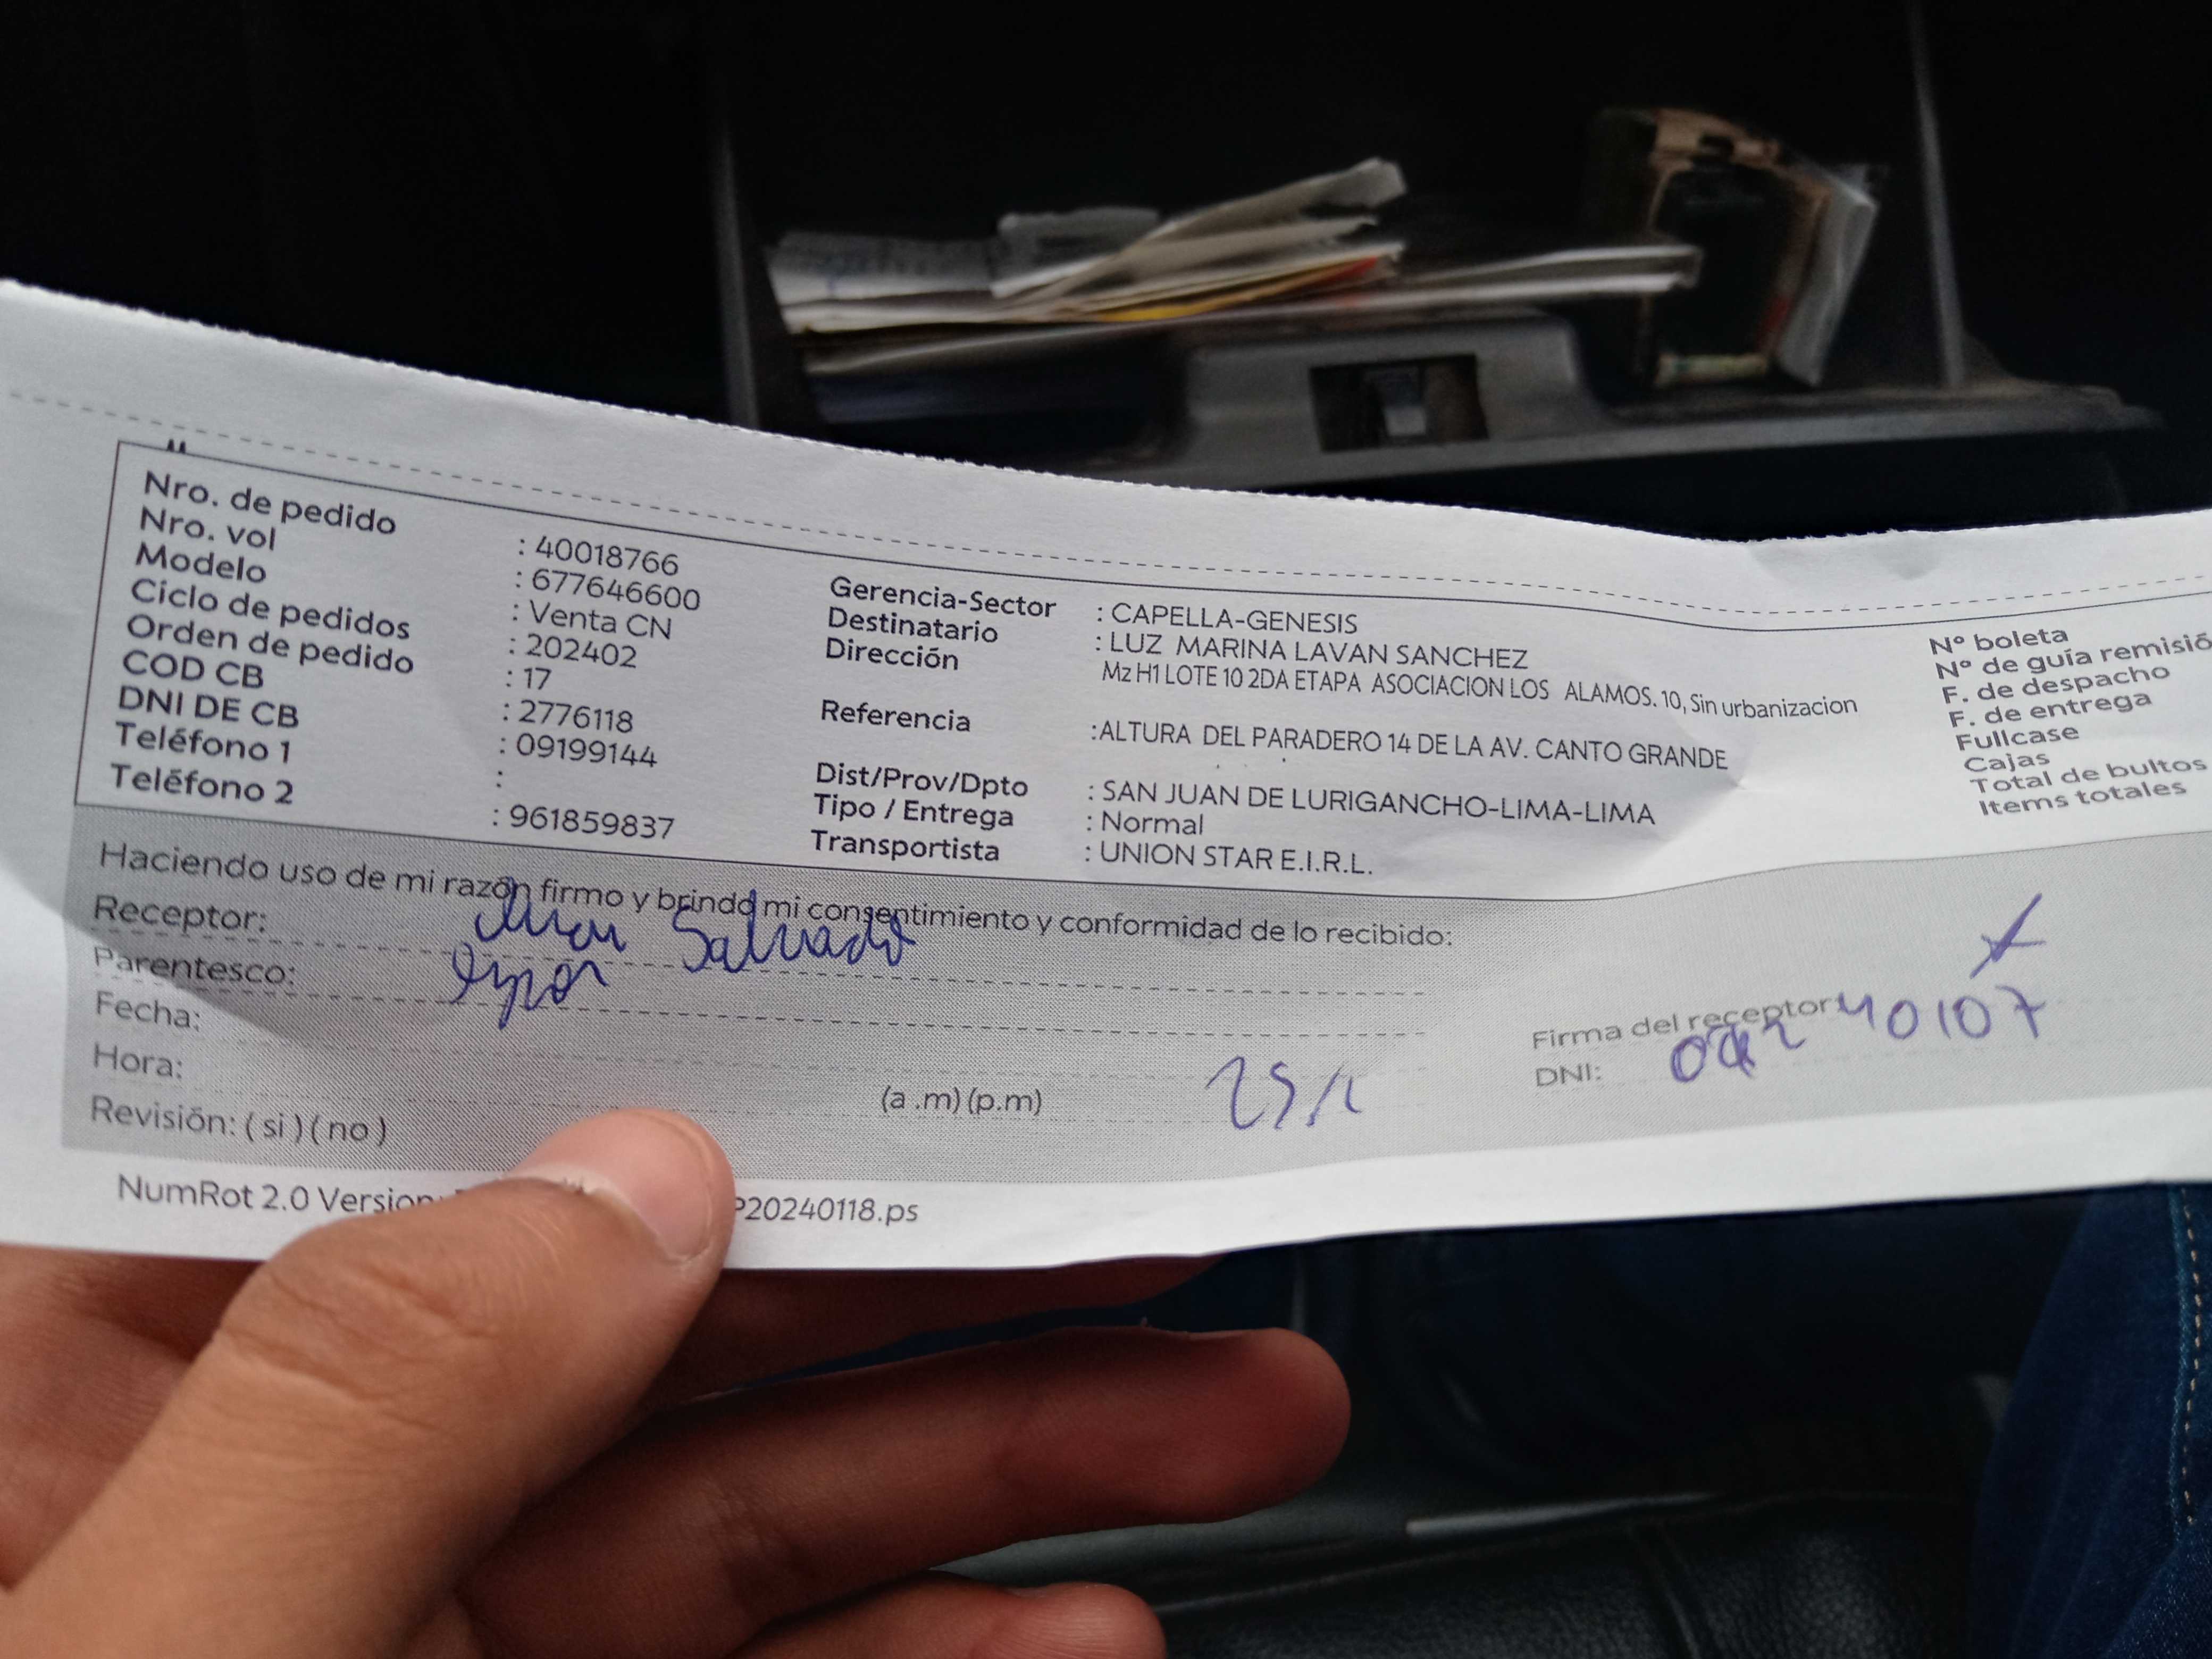 Nro. de pedido : 40018766
Nro. vol : 677646600
Modelo : Venta CN
Ciclo de pedidos : 202402
Orden de pedido : 17
COD CB : 2776118
DNI DE CB : 09199144
Teléfono 1 :
Teléfono 2 : 961859837
Gerencia-Sector : CAPELLA-GENESIS
Destinatario : LUZ MARINA LAVAN SANCHEZ
Dirección Mz H1 LOTE 10 2DA ETAPA ASOCIACION LOS ALAMOS. 10, Sin urbanizacion
Referencia :ALTURA DEL PARADERO 14 DE LA AV. CANTO GRANDE
Dist/Prov/Dpto : SAN JUAN DE LURIGANCHO-LIMA-LIMA
Tipo / Entrega : Normal
Transportista : UNION STAR E.I.R.L.
N° boleta
N° de guía remisió
F. de despacho
F. de entrega
Fullcase
Cajas
Total de bultos
Items totales
Haciendo uso de mi razón firmo y brindo mi consentimiento y conformidad de lo recibido:
Receptor: Salvado
Parentesco:
Fecha:
Hora: (a .m) (p.m)
Revisión: ( si ) ( no )
Firma del receptor:
DNI: 40107
NumRot 2.0 Version: P20240118.ps